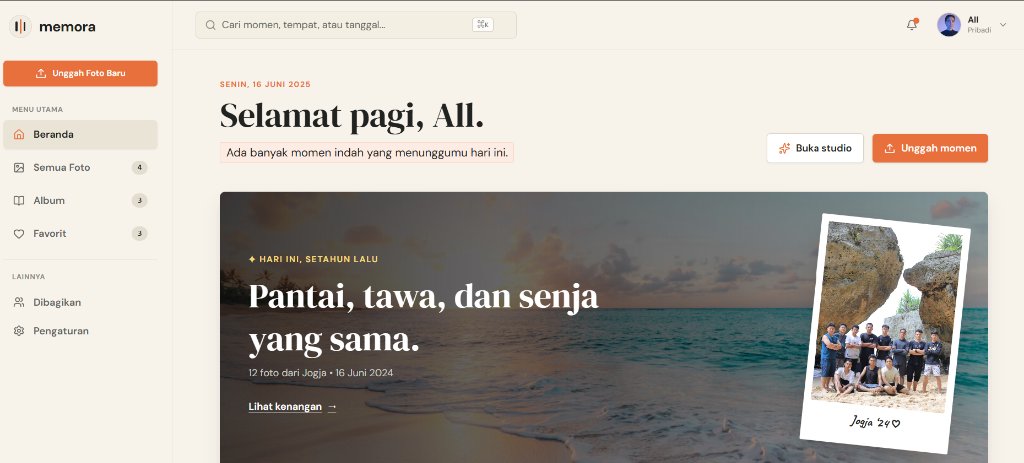 memora
Cari momen, tempat, atau tanggal...
⌘K
All
Pribadi
Unggah Foto Baru
MENU UTAMA
Beranda
Semua Foto 4
Album 3
Favorit 3
LAINNYA
Dibagikan
Pengaturan
SENIN, 16 JUNI 2025
Selamat pagi, All.
Ada banyak momen indah yang menunggumu hari ini.
Buka studio
Unggah momen
✦ HARI INI, SETAHUN LALU
Pantai, tawa, dan senja
yang sama.
12 foto dari Jogja • 16 Juni 2024
Lihat kenangan →
Jogja '24♡